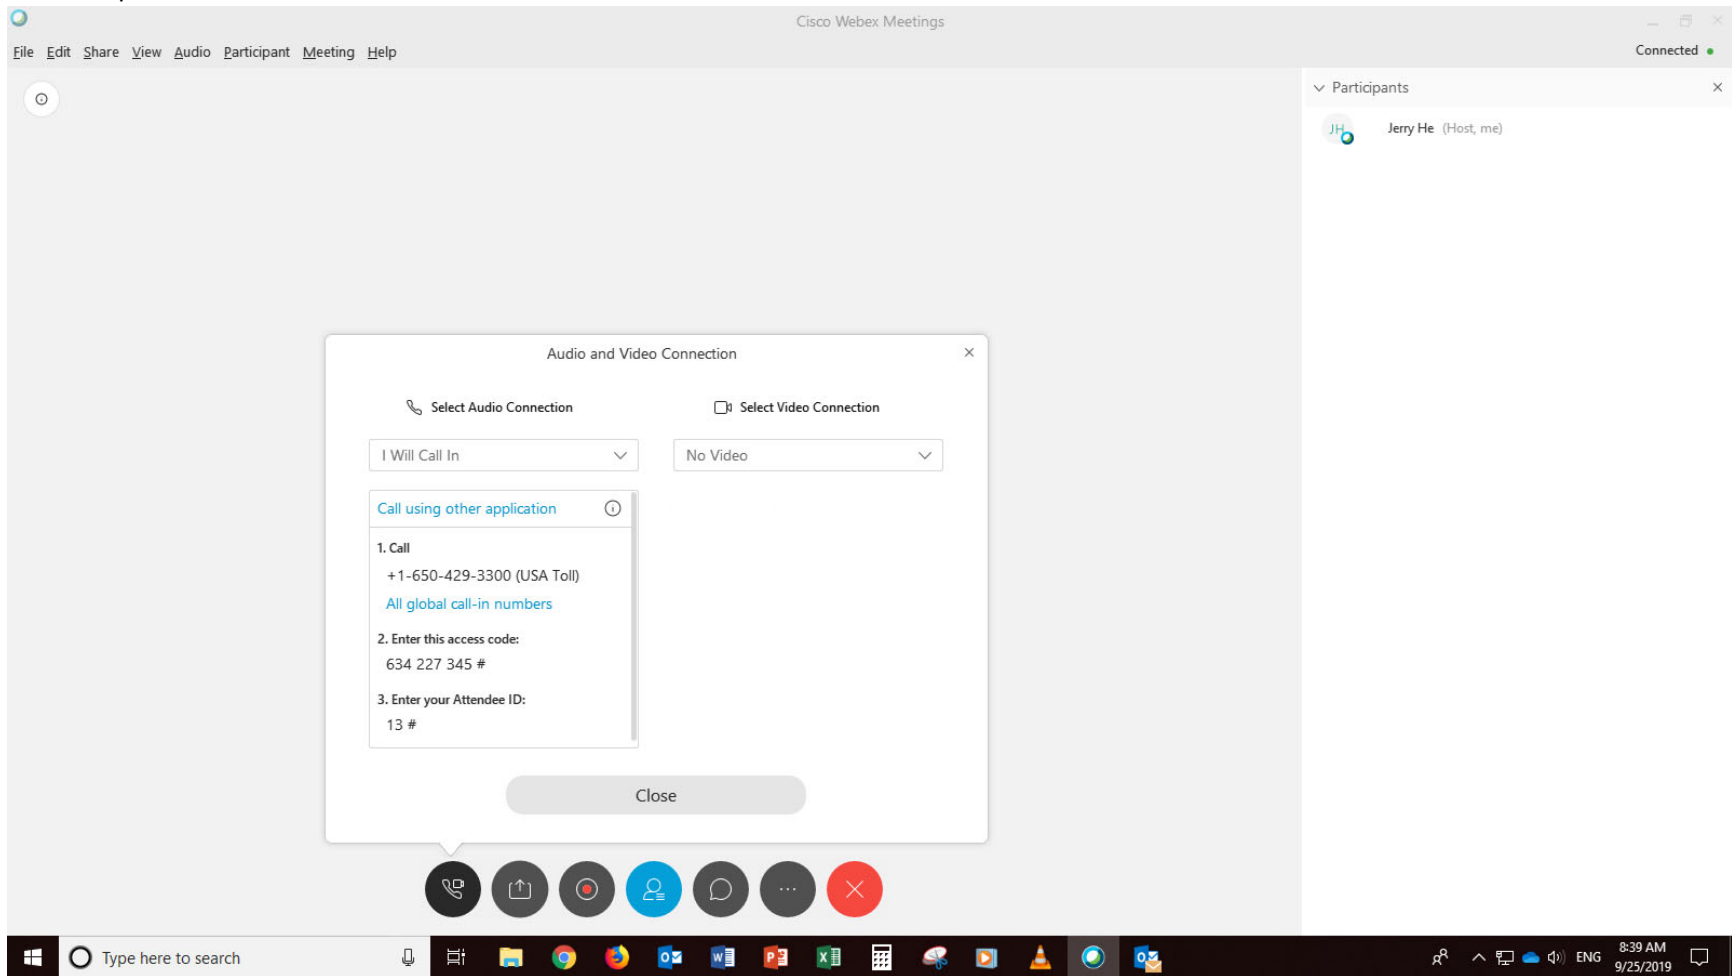 Cisco Webex Meetings
File Edit Share View Audio Participant Meeting Help
Connected
Participants
JH
Jerry He (Host, me)
Audio and Video Connection
Select Audio Connection
Select Video Connection
I Will Call In
No Video
Call using other application
1. Call
+1-650-429-3300 (USA Toll)
All global call-in numbers
2. Enter this access code:
634 227 345 #
3. Enter your Attendee ID:
13 #
Close
Type here to search
ENG
8:39 AM
9/25/2019